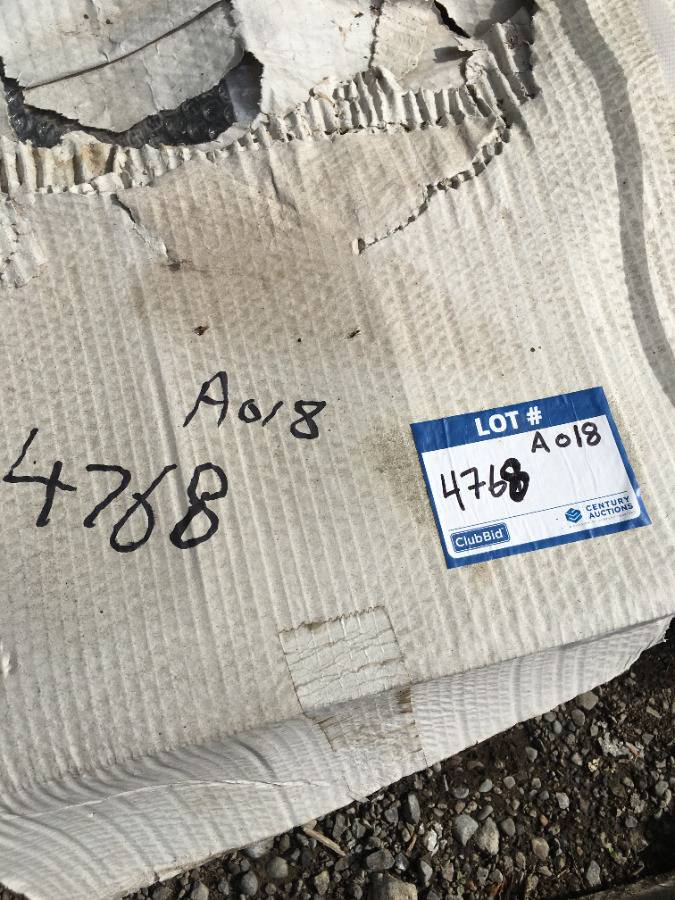 A018
4768
LOT #
A018
4768
ClubBid
CENTURY
AUCTIONS